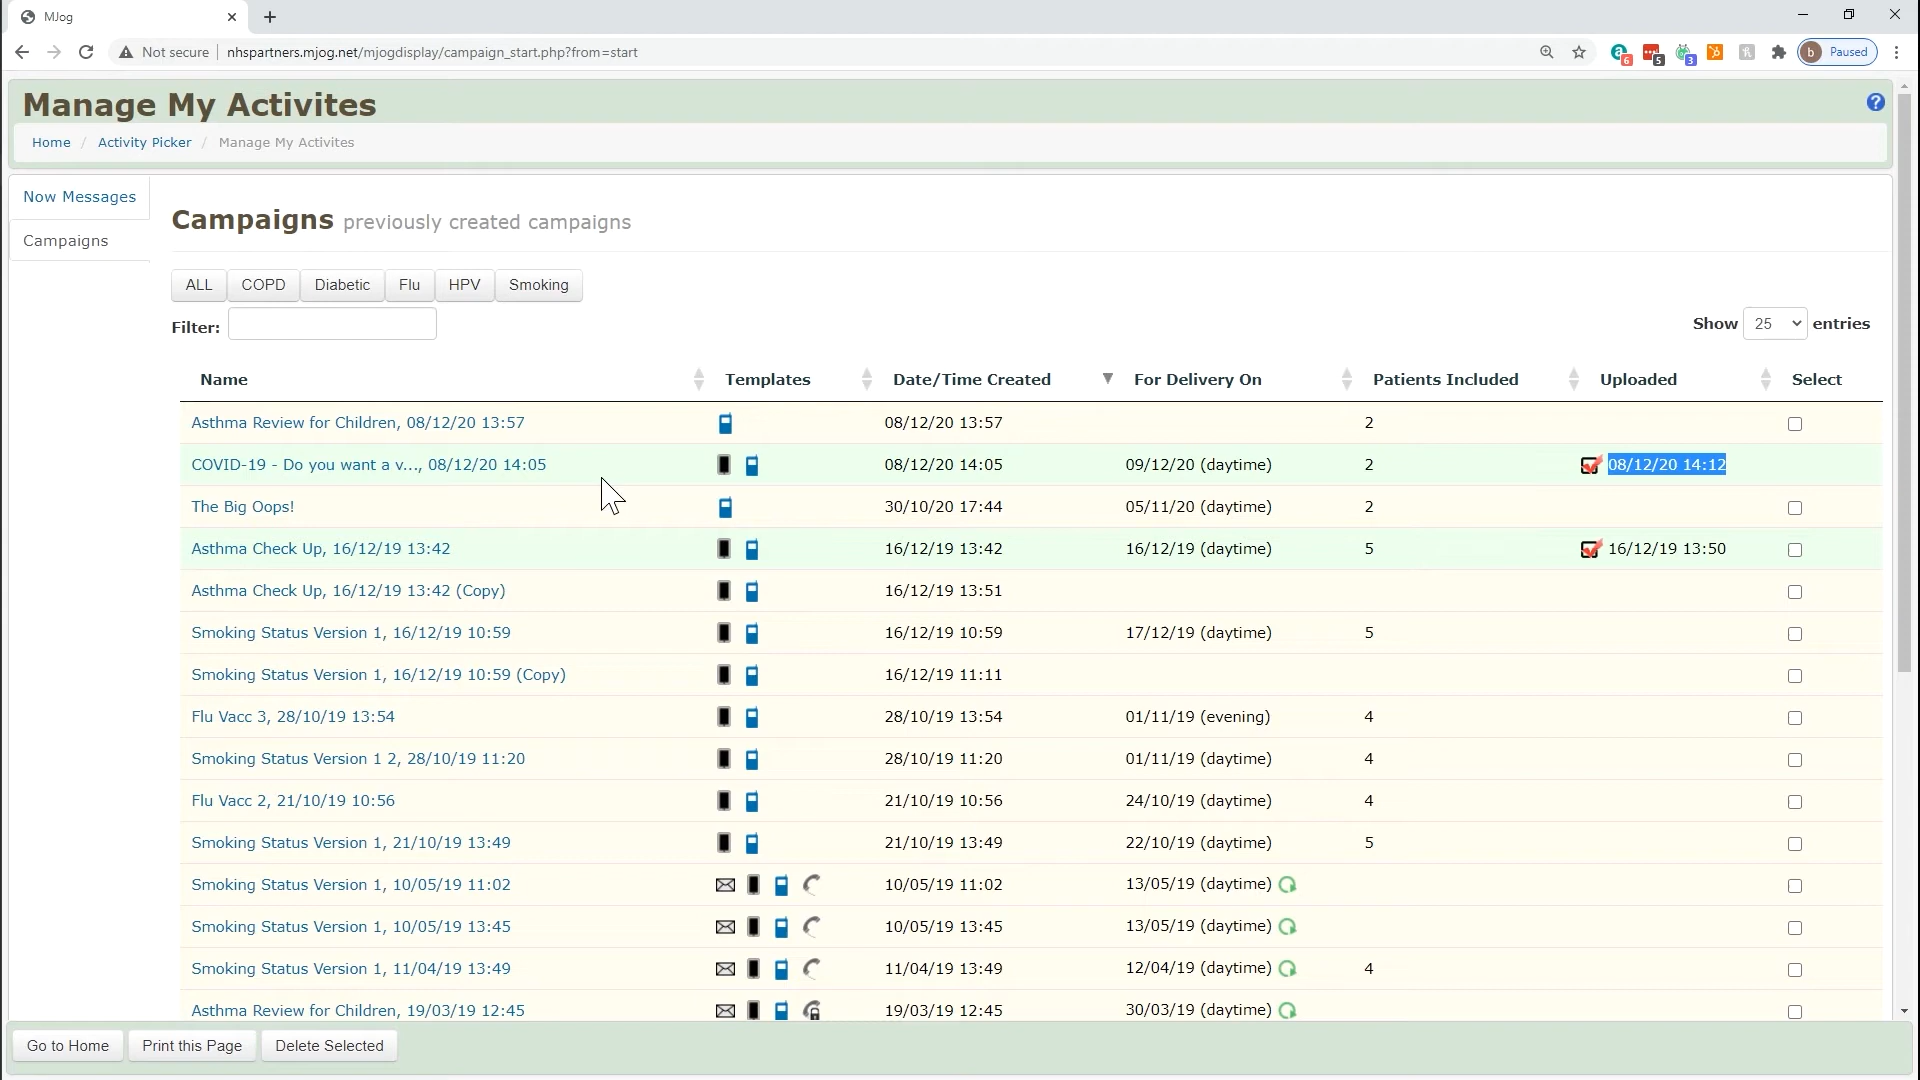 MJog
Not secure nhspartners.mjog.net/mjogdisplay/campaign_start.php?from=start
6 5 3 b Paused
Manage My Activites
Home / Activity Picker / Manage My Activites
Now Messages
Campaigns
Campaigns previously created campaigns
ALL COPD Diabetic Flu HPV Smoking
Filter: Show 25 entries
Name Templates Date/Time Created For Delivery On Patients Included Uploaded Select
Asthma Review for Children, 08/12/20 13:57 08/12/20 13:57 2
COVID-19 - Do you want a v..., 08/12/20 14:05 08/12/20 14:05 09/12/20 (daytime) 2 08/12/20 14:12
The Big Oops! 30/10/20 17:44 05/11/20 (daytime) 2
Asthma Check Up, 16/12/19 13:42 16/12/19 13:42 16/12/19 (daytime) 5 16/12/19 13:50
Asthma Check Up, 16/12/19 13:42 (Copy) 16/12/19 13:51
Smoking Status Version 1, 16/12/19 10:59 16/12/19 10:59 17/12/19 (daytime) 5
Smoking Status Version 1, 16/12/19 10:59 (Copy) 16/12/19 11:11
Flu Vacc 3, 28/10/19 13:54 28/10/19 13:54 01/11/19 (evening) 4
Smoking Status Version 1 2, 28/10/19 11:20 28/10/19 11:20 01/11/19 (daytime) 4
Flu Vacc 2, 21/10/19 10:56 21/10/19 10:56 24/10/19 (daytime) 4
Smoking Status Version 1, 21/10/19 13:49 21/10/19 13:49 22/10/19 (daytime) 5
Smoking Status Version 1, 10/05/19 11:02 10/05/19 11:02 13/05/19 (daytime)
Smoking Status Version 1, 10/05/19 13:45 10/05/19 13:45 13/05/19 (daytime)
Smoking Status Version 1, 11/04/19 13:49 11/04/19 13:49 12/04/19 (daytime) 4
Asthma Review for Children, 19/03/19 12:45 19/03/19 12:45 30/03/19 (daytime)
Go to Home Print this Page Delete Selected